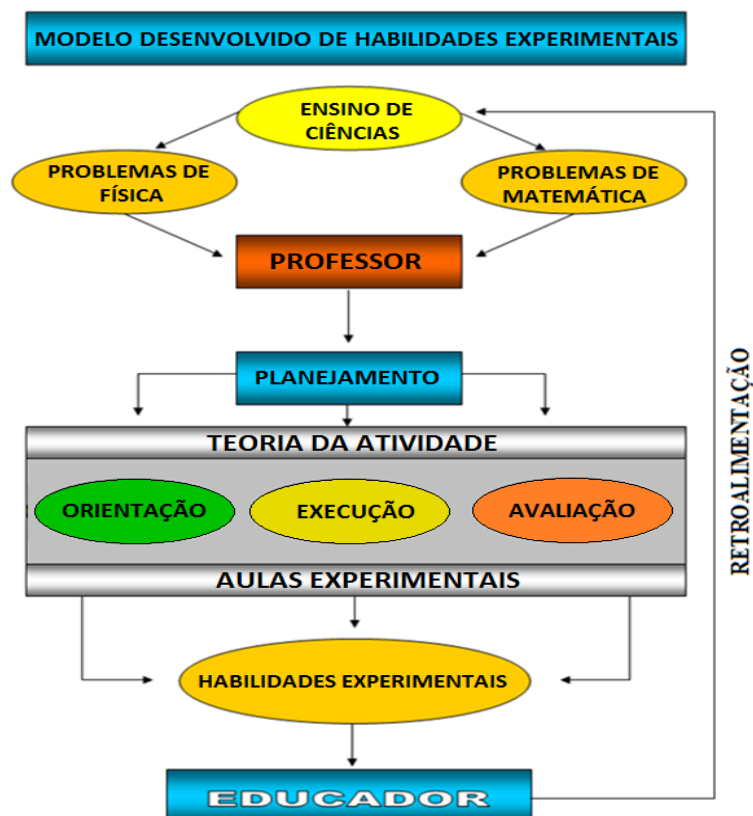 MODELO DESENVOLVIDO DE HABILIDADES EXPERIMENTAIS
ENSINO DE
CIÊNCIAS
PROBLEMAS DE
FÍSICA
PROBLEMAS DE
MATEMÁTICA
PROFESSOR
PLANEJAMENTO
TEORIA DA ATIVIDADE
ORIENTAÇÃO
EXECUÇÃO
AVALIAÇÃO
AULAS EXPERIMENTAIS
HABILIDADES EXPERIMENTAIS
EDUCADOR
RETROALIMENTAÇÃO